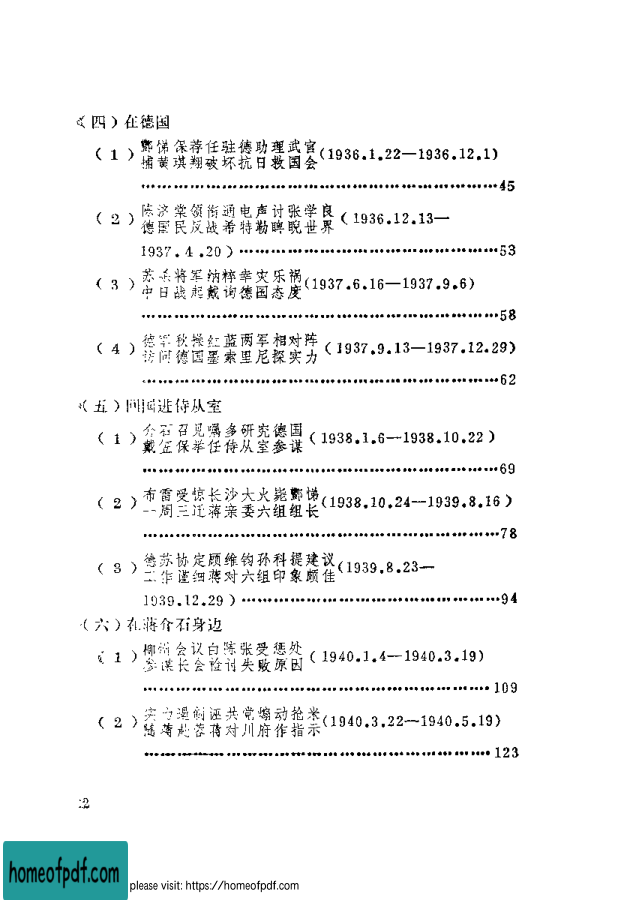 （四）在德国
（1）酆悌保荐任驻德助理武官
捕黄琪翔破坏抗日救国会(1936.1.22—1936.12.1)
45
（2）陈济棠领衔通电声讨张学良
德国民反战希特勒睥睨世界（1936.12.13—
1937.4.20）53
（3）苏杀将军纳粹幸灾乐祸
中日战起戴询德国态度(1937.6.16—1937.9.6)
58
（4）德军秋操红蓝两军相对阵
访问德国墨索里尼探实力（1937.9.13—1937.12.29)
62
（五）回国进侍从室
（1）介石召见嘱多研究德国
戴笠保举任侍从室参谋（1938.1.6—1938.10.22）
69
（2）布雷受惊长沙大火毙酆悌
一周三迁蒋亲委六组组长(1938.10.24—1939.8.16）
78
（3）德苏协定顾维钧孙科提建议
工作谨细蒋对六组印象颇佳(1939.8.23—
1939.12.29）94
（六）在蒋介石身边
（1）柳州会议白陈张受惩处
参谋长会检讨失败原因（1940.1.4—1940.3.19)
109
（2）实力遏制诬共党煽动抢米
随蒋赴蓉蒋对川府作指示(1940.3.22—1940.5.19)
123
2
homeofpdf.com
please visit: https://homeofpdf.com